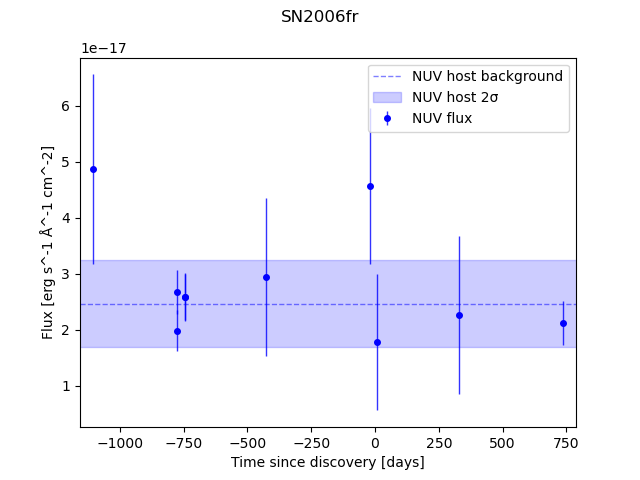 SN2006fr
1e−17
NUV host background
NUV host 2σ
NUV flux
6
5
4
3
2
1
Flux [erg s^-1 Å^-1 cm^-2]
−1000 −750 −500 −250 0 250 500 750
Time since discovery [days]